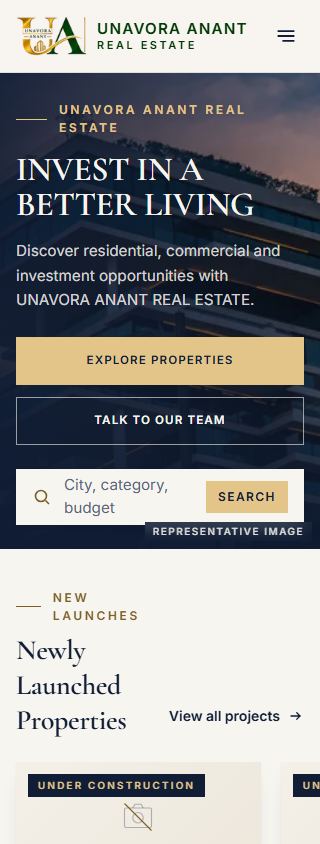 UNAVORA
ANANT
UNAVORA ANANT
REAL ESTATE
UNAVORA ANANT REAL
ESTATE
INVEST IN A
BETTER LIVING
Discover residential, commercial and
investment opportunities with
UNAVORA ANANT REAL ESTATE.
EXPLORE PROPERTIES
TALK TO OUR TEAM
City, category,
budget
SEARCH
REPRESENTATIVE IMAGE
NEW
LAUNCHES
Newly
Launched
Properties
View all projects →
UNDER CONSTRUCTION
UN